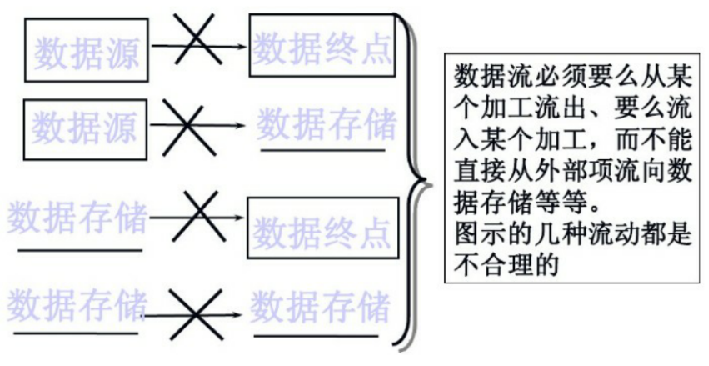 数据源 数据终点
数据源 数据存储
数据存储 数据终点
数据存储 数据存储
数据流必须要么从某
个加工流出、要么流
入某个加工，而不能
直接从外部项流向数
据存储等等。
图示的几种流动都是
不合理的